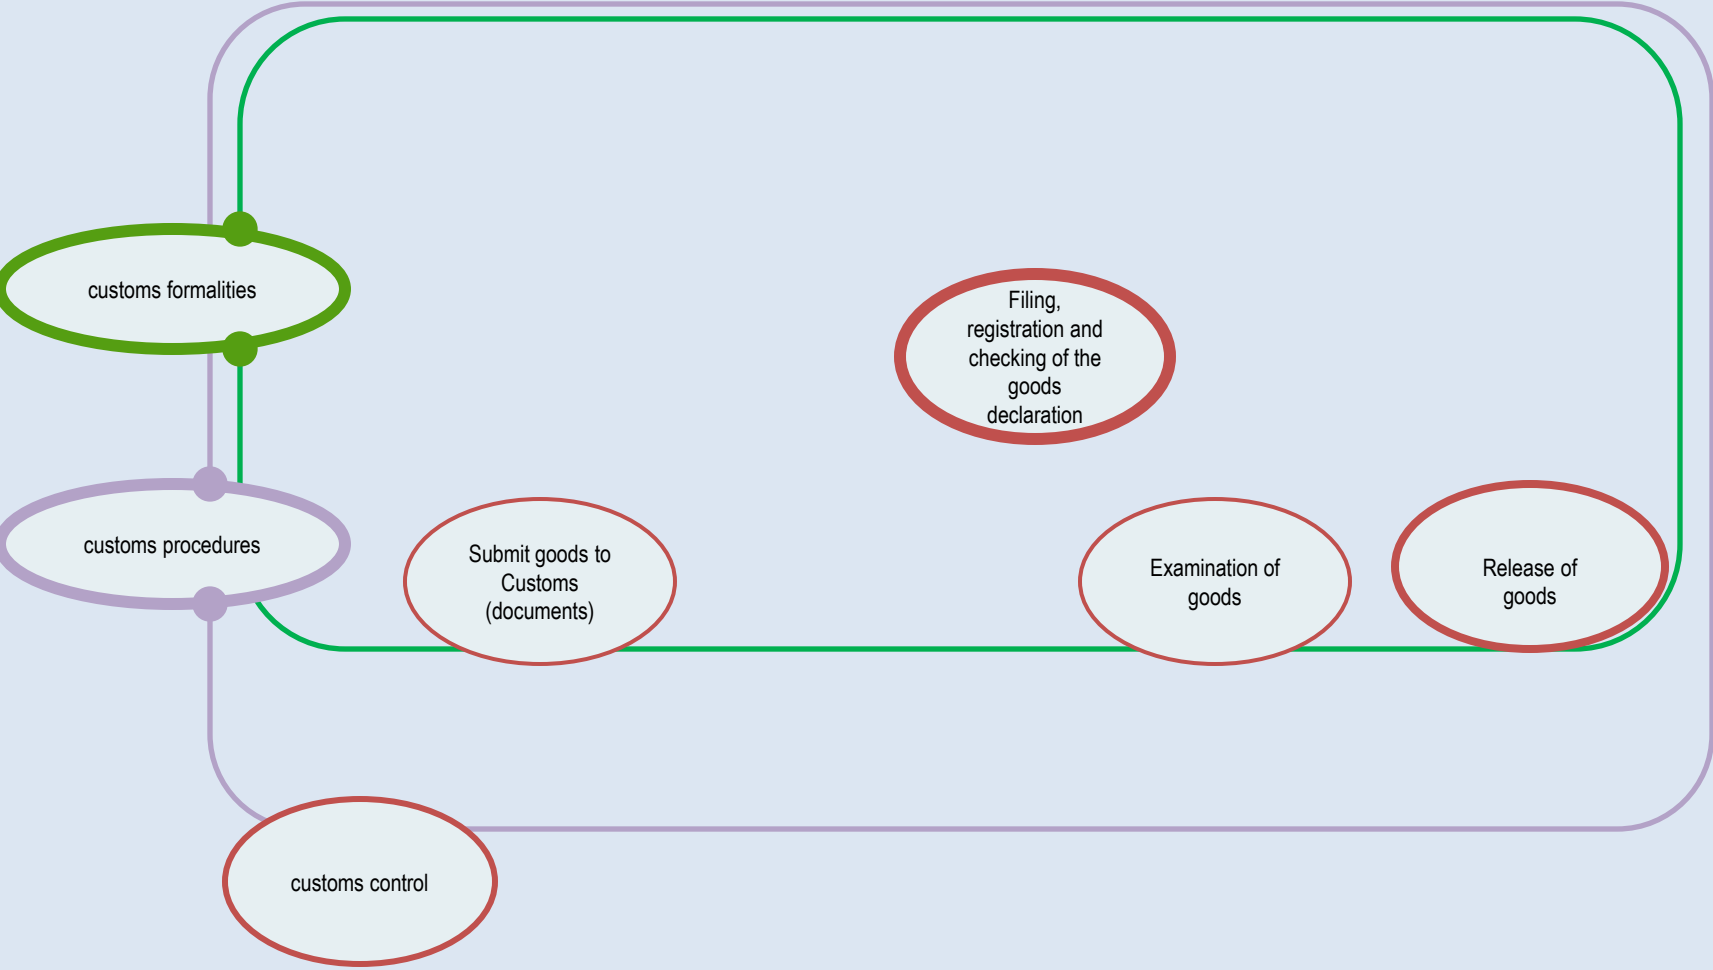 customs formalities
Filing,
registration and
checking of the
goods
declaration
customs procedures
Submit goods to
Customs
(documents)
Examination of
goods
Release of
goods
customs control